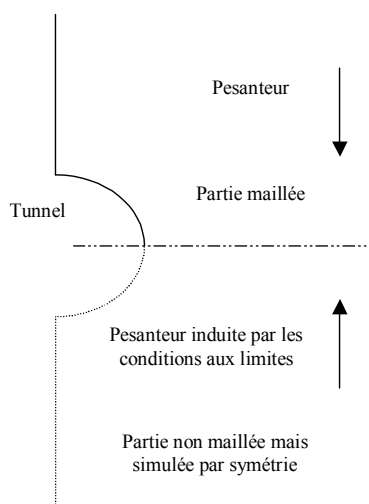 Pesanteur
Partie maillée
Tunnel
Pesanteur induite par les
conditions aux limites
Partie non maillée mais
simulée par symétrie